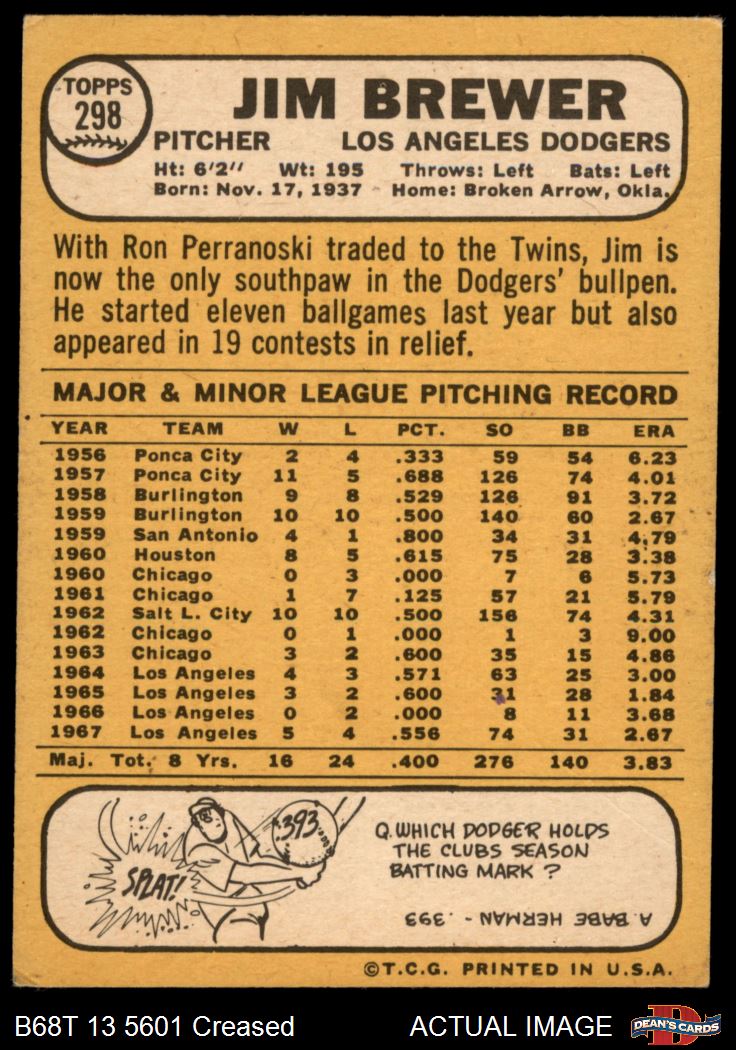 TOPPS
298
JIM BREWER
PITCHER LOS ANGELES DODGERS
Ht: 6'2" Wt: 195 Throws: Left Bats: Left
Born: Nov. 17, 1937 Home: Broken Arrow, Okla.
With Ron Perranoski traded to the Twins, Jim is
now the only southpaw in the Dodgers' bullpen.
He started eleven ballgames last year but also
appeared in 19 contests in relief.
MAJOR & MINOR LEAGUE PITCHING RECORD
YEAR TEAM W L PCT. SO BB ERA
1956 Ponca City 2 4 .333 59 54 6.23
1957 Ponca City 11 5 .688 126 74 4.01
1958 Burlington 9 8 .529 126 91 3.72
1959 Burlington 10 10 .500 140 60 2.67
1959 San Antonio 4 1 .800 34 31 4.79
1960 Houston 8 5 .615 75 28 3.38
1960 Chicago 0 3 .000 7 6 5.73
1961 Chicago 1 7 .125 57 21 5.79
1962 Salt L. City 10 10 .500 156 74 4.31
1962 Chicago 0 1 .000 1 3 9.00
1963 Chicago 3 2 .600 35 15 4.86
1964 Los Angeles 4 3 .571 63 25 3.00
1965 Los Angeles 3 2 .600 31 28 1.84
1966 Los Angeles 0 2 .000 8 11 3.68
1967 Los Angeles 5 4 .556 74 31 2.67
Maj. Tot. 8 Yrs. 16 24 .400 276 140 3.83
.393
SPLAT!
Q. WHICH DODGER HOLDS
THE CLUBS SEASON
BATTING MARK ?
A. BABE HERMAN - .393
©T.C.G. PRINTED IN U.S.A.
B68T 13 5601 Creased ACTUAL IMAGE
D
DEAN'S CARDS